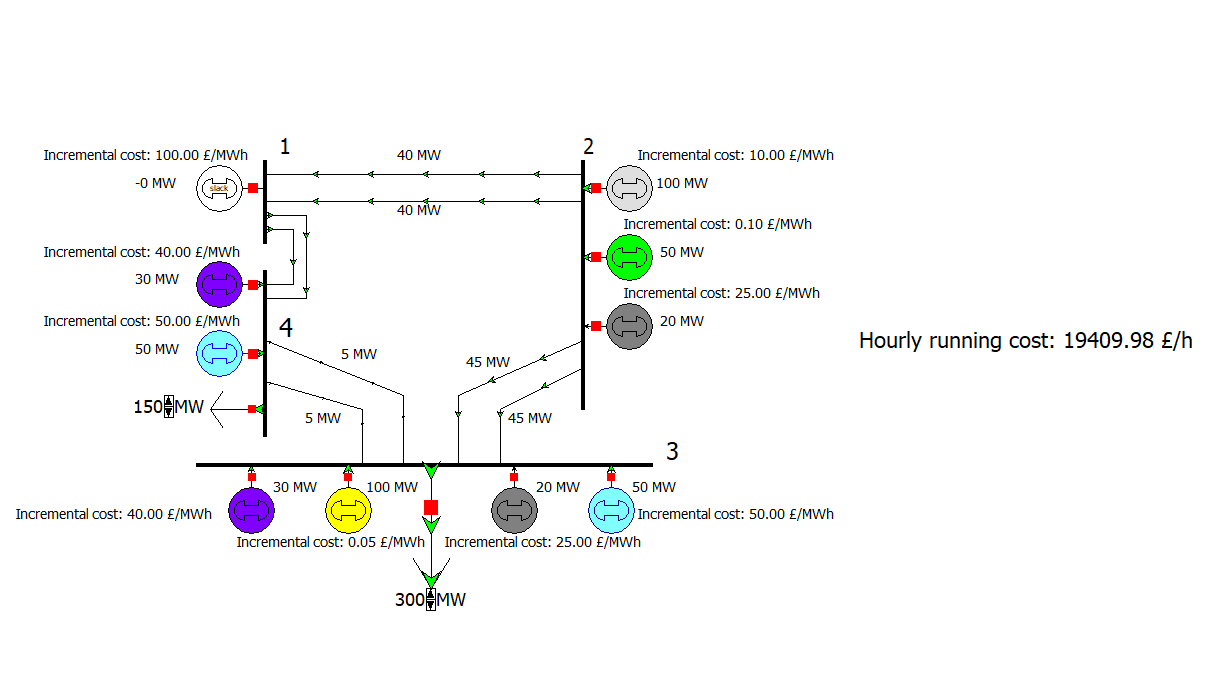 1
2
40 MW
Incremental cost: 100.00 £/MWh
Incremental cost: 10.00 £/MWh
-0 MW
slack
100 MW
40 MW
Incremental cost: 0.10 £/MWh
Incremental cost: 40.00 £/MWh
50 MW
30 MW
Incremental cost: 25.00 £/MWh
Incremental cost: 50.00 £/MWh
4
20 MW
Hourly running cost: 19409.98 £/h
50 MW
5 MW
45 MW
150 MW
5 MW
45 MW
3
30 MW
100 MW
20 MW
50 MW
Incremental cost: 40.00 £/MWh
Incremental cost: 50.00 £/MWh
Incremental cost: 0.05 £/MWh
Incremental cost: 25.00 £/MWh
300 MW